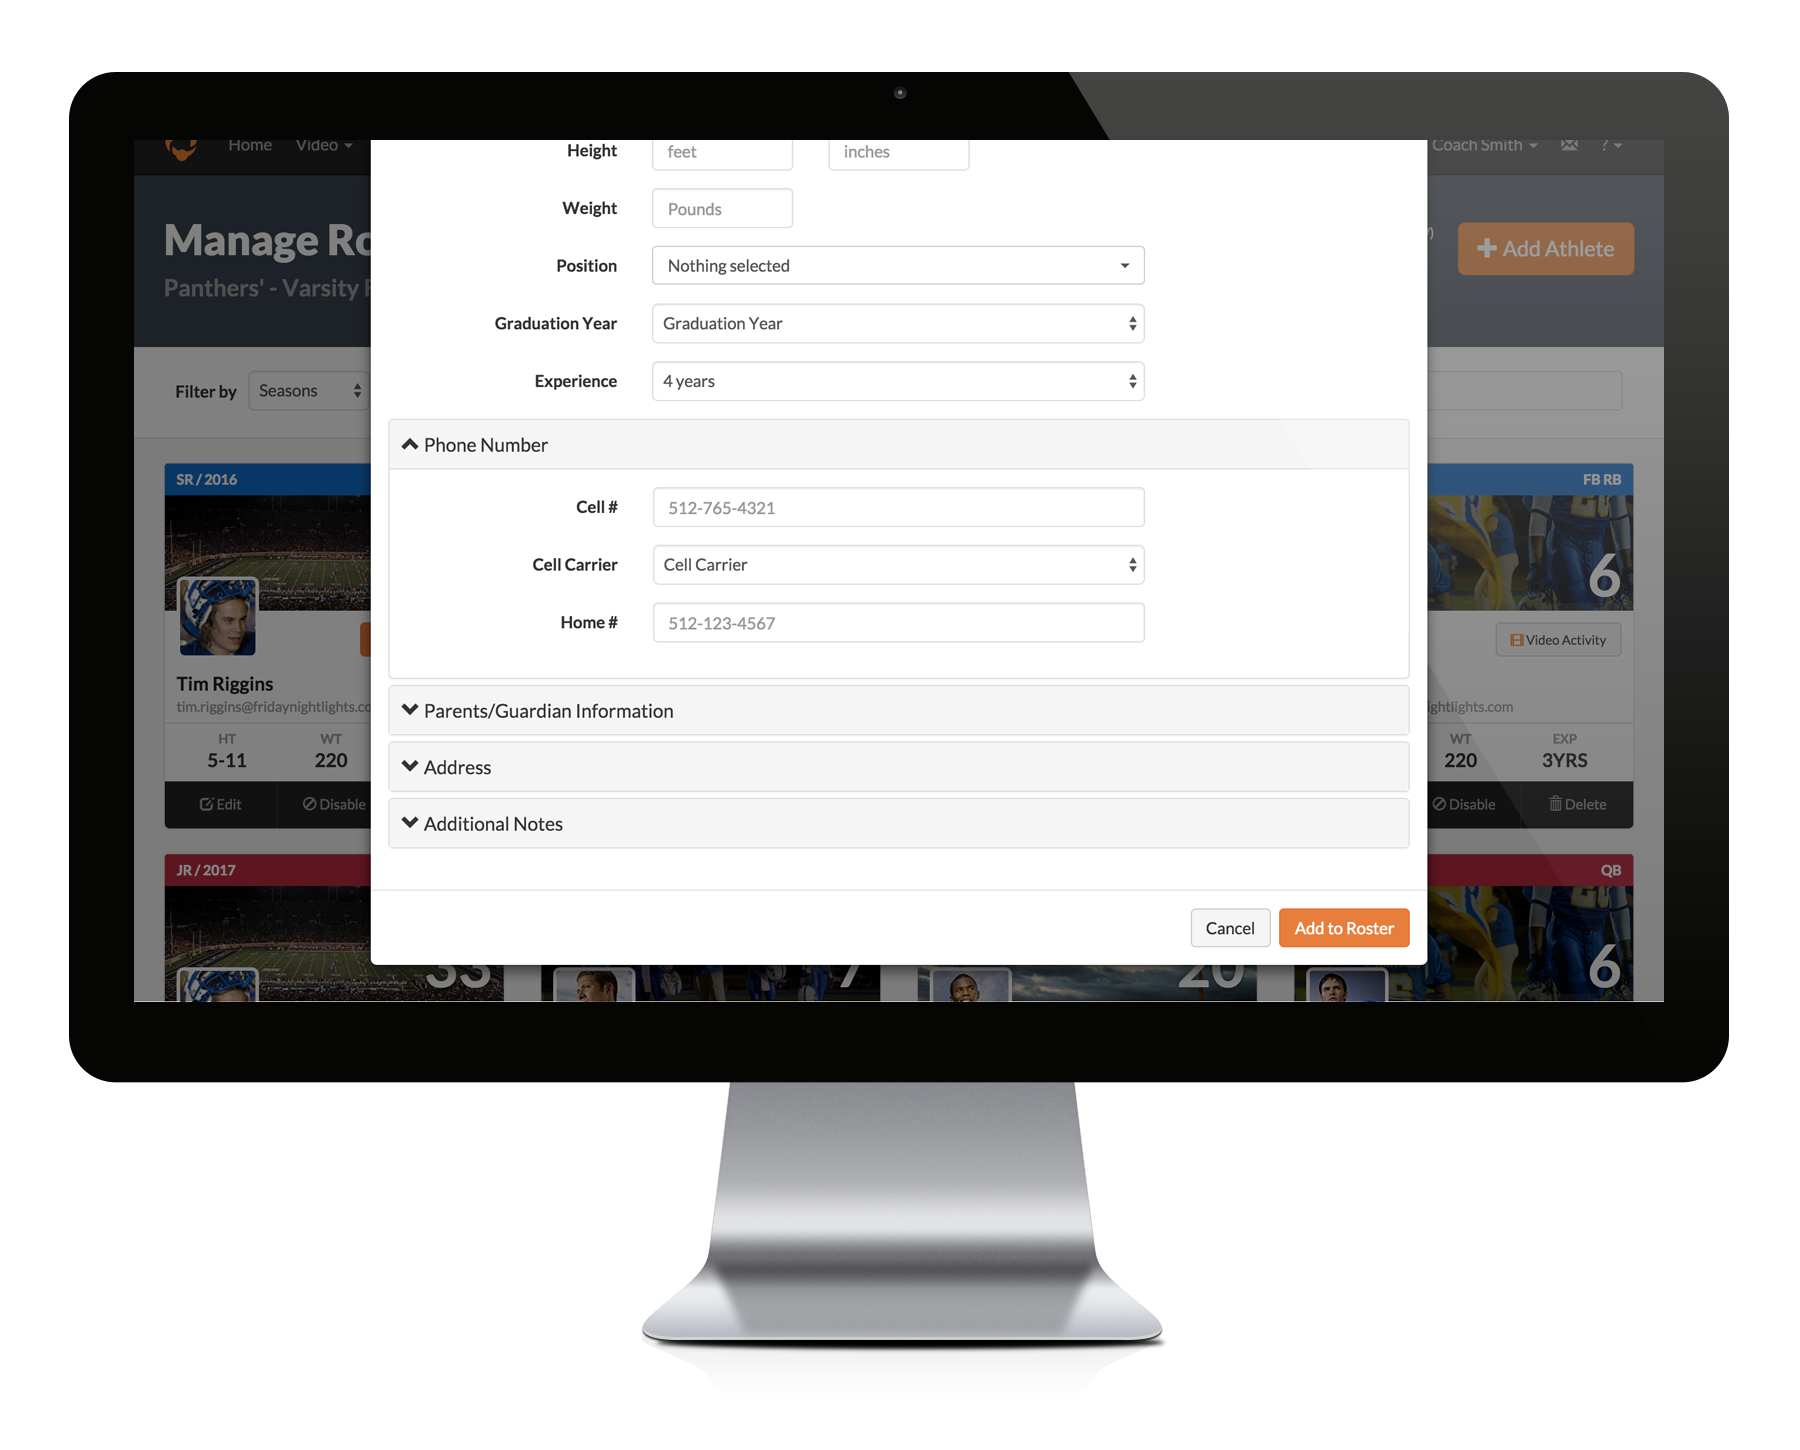 Home Video
Coach Smith ?
Height feet inches
Weight Pounds
Manage
Panthers' - Varsity
Add Athlete
Position Nothing selected
Graduation Year Graduation Year
Experience 4 years
Filter by Seasons
Phone Number
SR / 2016
FB RB
Cell # 512-765-4321
Cell Carrier Cell Carrier
6
Home # 512-123-4567
Video Activity
Tim Riggins
tim.riggins@fridaynightlights.co
ightlights.com
Parents/Guardian Information
HT WT
5-11 220
WT EXP
220 3YRS
Address
Edit Disable
Disable Delete
Additional Notes
JR / 2017
QB
Cancel Add to Roster
33 7 20 6